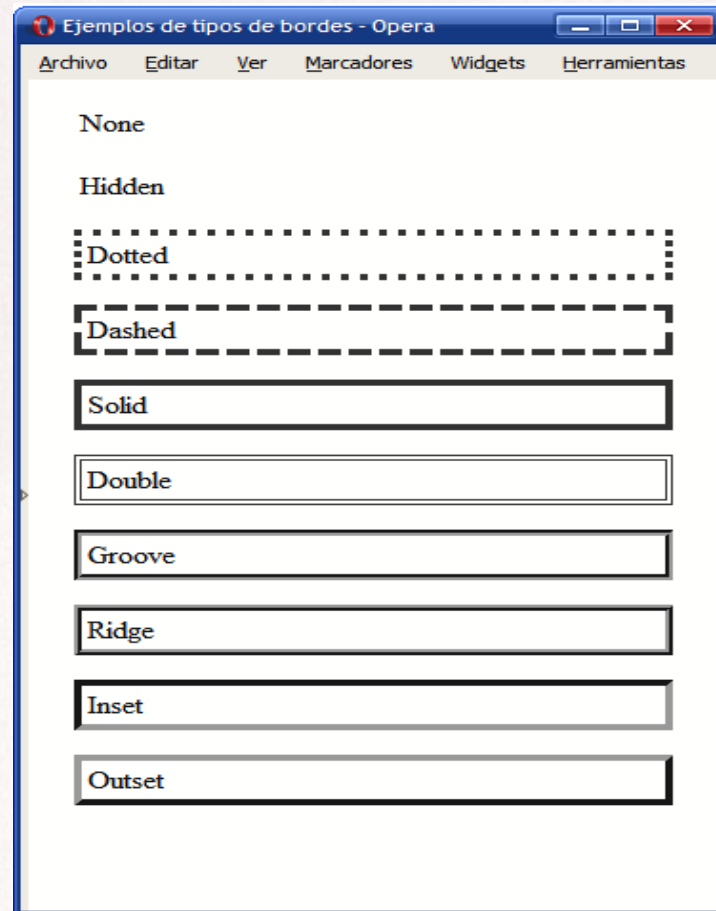 Ejemplos de tipos de bordes - Opera
Archivo Editar Ver Marcadores Widgets Herramientas
None
Hidden
Dotted
Dashed
Solid
Double
Groove
Ridge
Inset
Outset